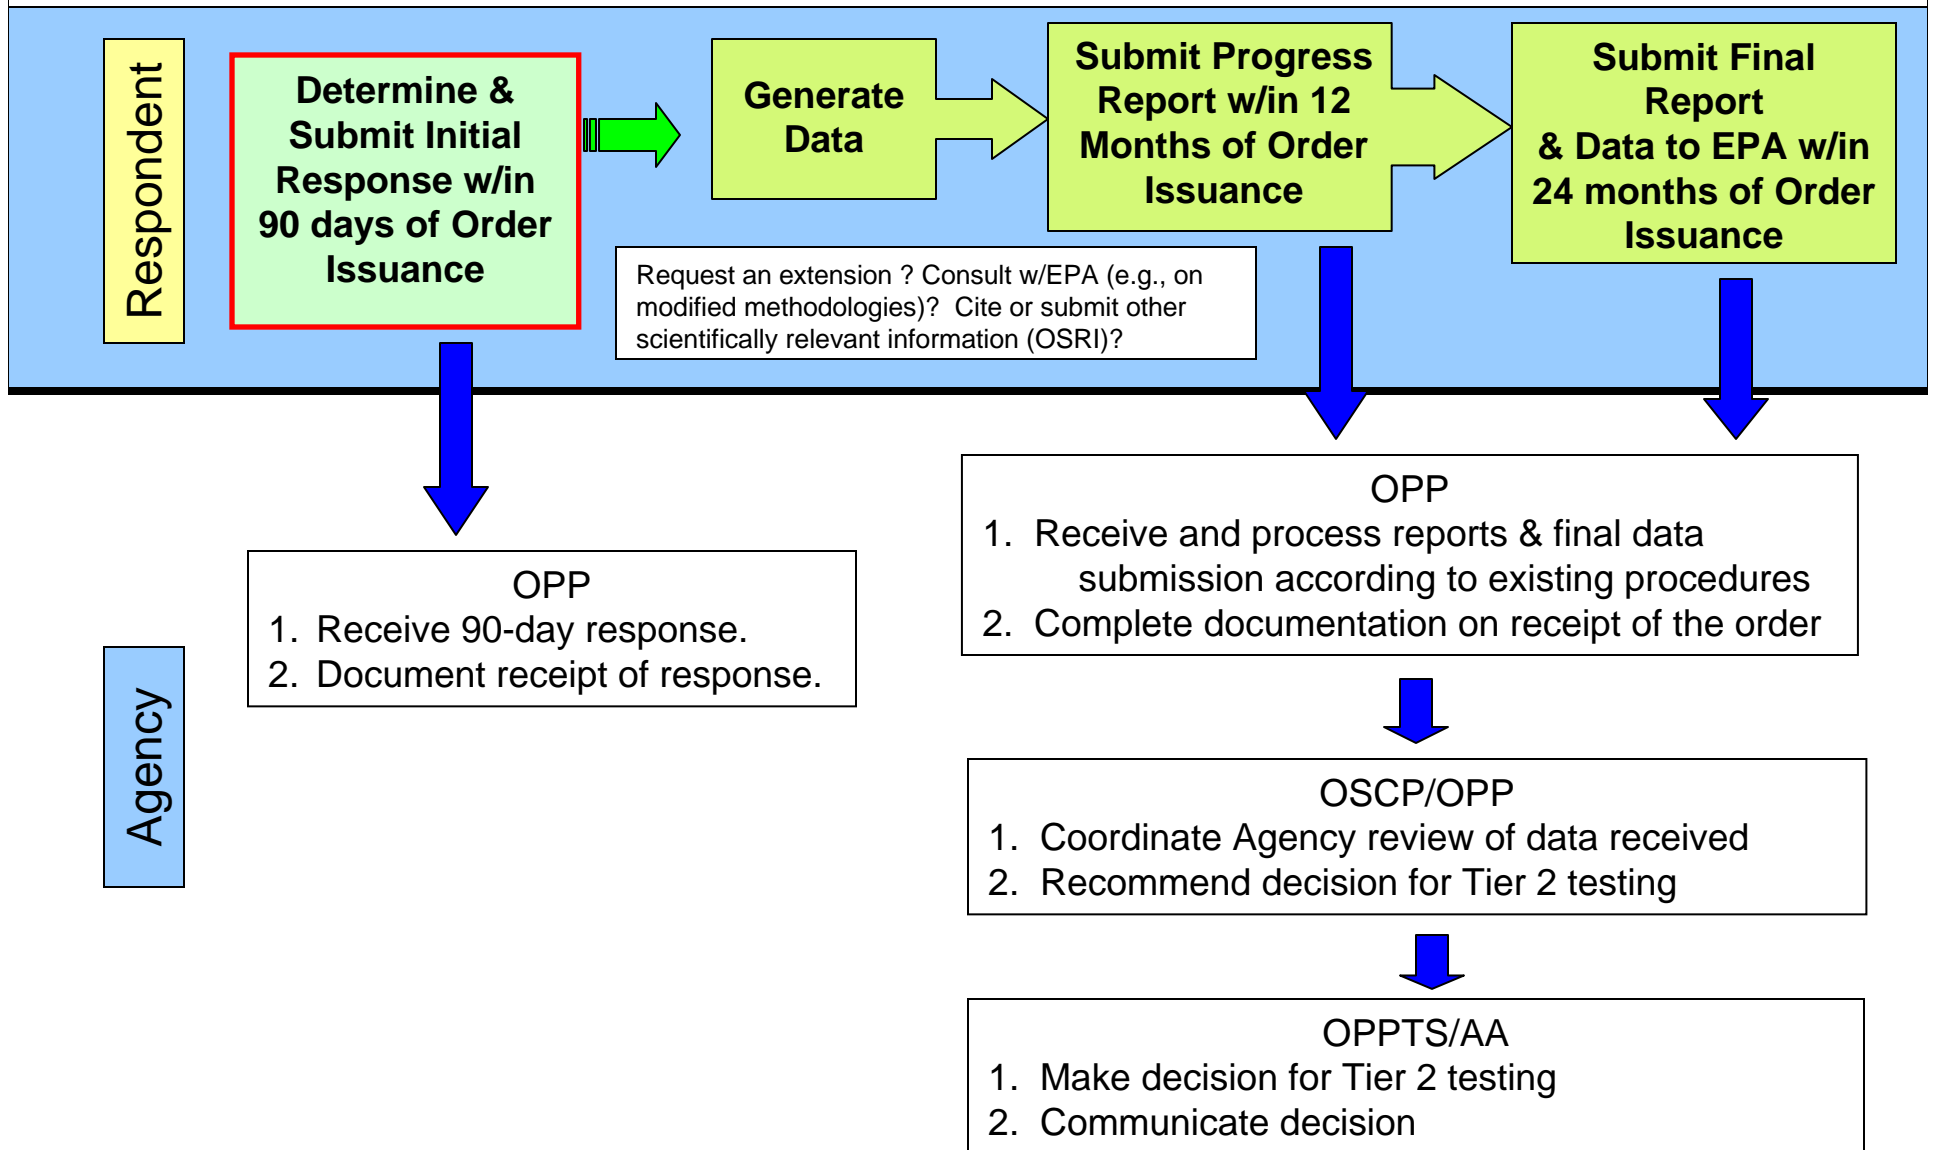 Respondent
Determine &
Submit Initial
Response w/in
90 days of Order
Issuance
Generate
Data
Submit Progress
Report w/in 12
Months of Order
Issuance
Submit Final
Report
& Data to EPA w/in
24 months of Order
Issuance
Request an extension ? Consult w/EPA (e.g., on
modified methodologies)?  Cite or submit other
scientifically relevant information (OSRI)?
Agency
OPP
1. Receive 90-day response.
2. Document receipt of response.
OPP
1. Receive and process reports & final data
submission according to existing procedures
2. Complete documentation on receipt of the order
OSCP/OPP
1. Coordinate Agency review of data received
2. Recommend decision for Tier 2 testing
OPPTS/AA
1. Make decision for Tier 2 testing
2. Communicate decision